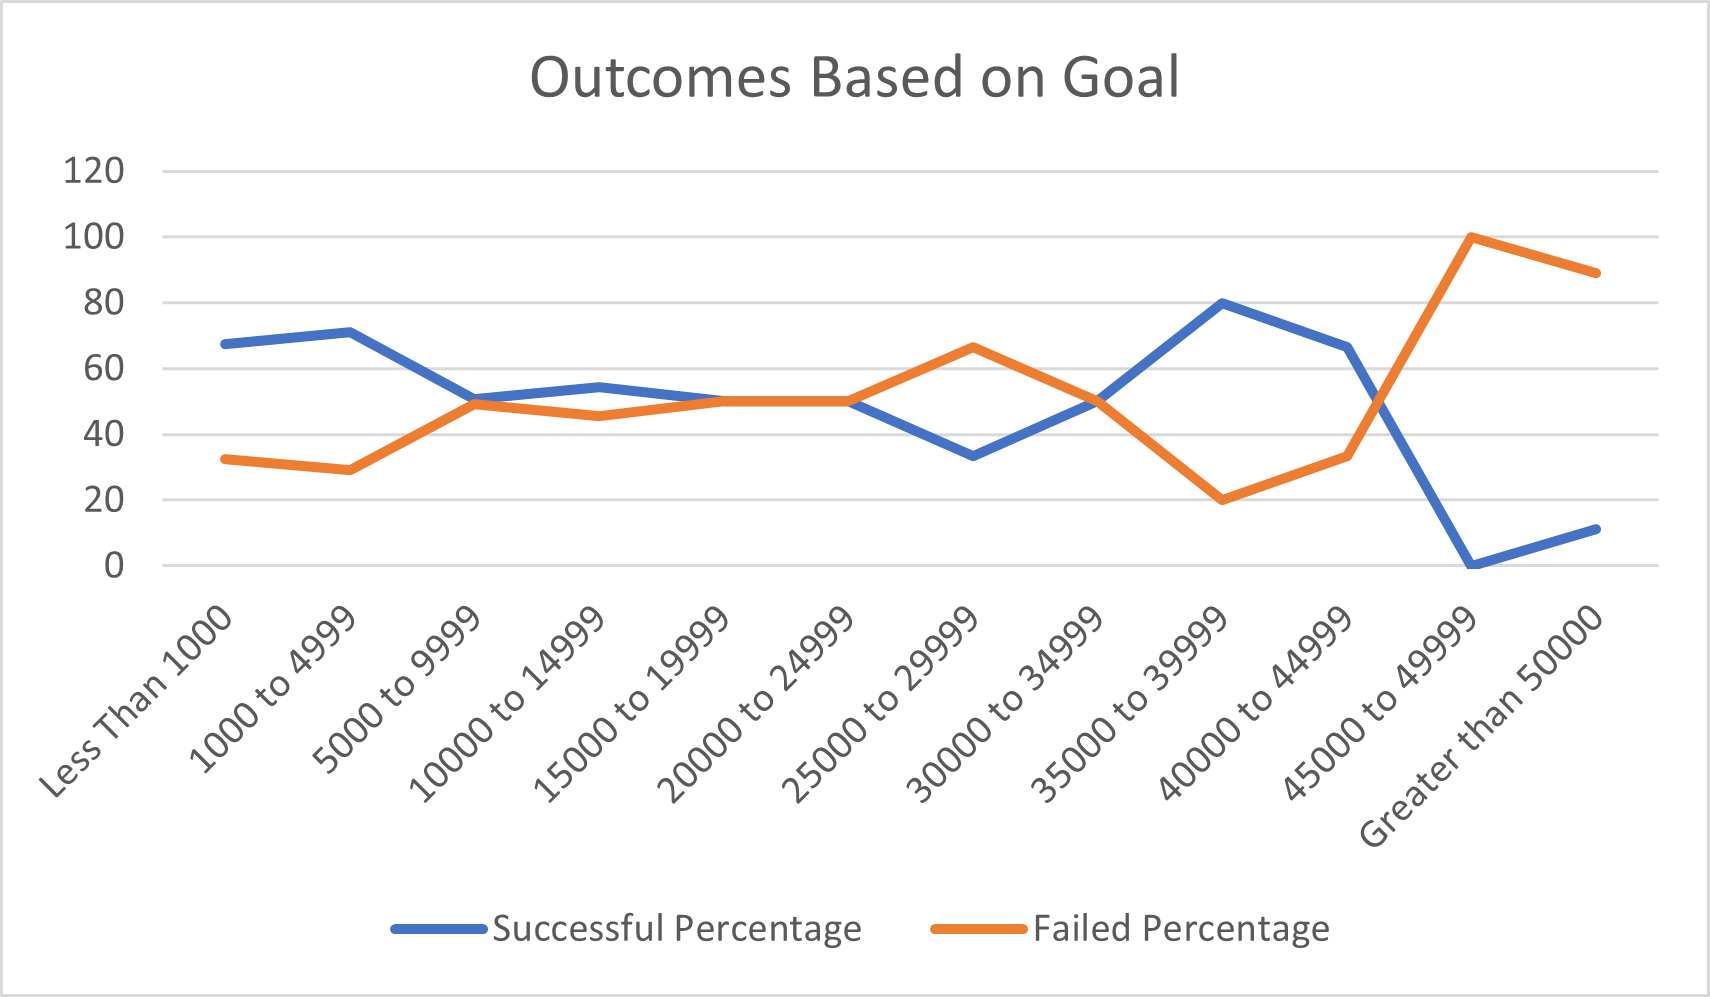 Outcomes Based on Goal
120
100
80
60
40
20
0
Less Than 1000
1000 to 4999
5000 to 9999
10000 to 14999
15000 to 19999
20000 to 24999
25000 to 29999
30000 to 34999
35000 to 39999
40000 to 44999
45000 to 49999
Greater than 50000
Successful Percentage
Failed Percentage